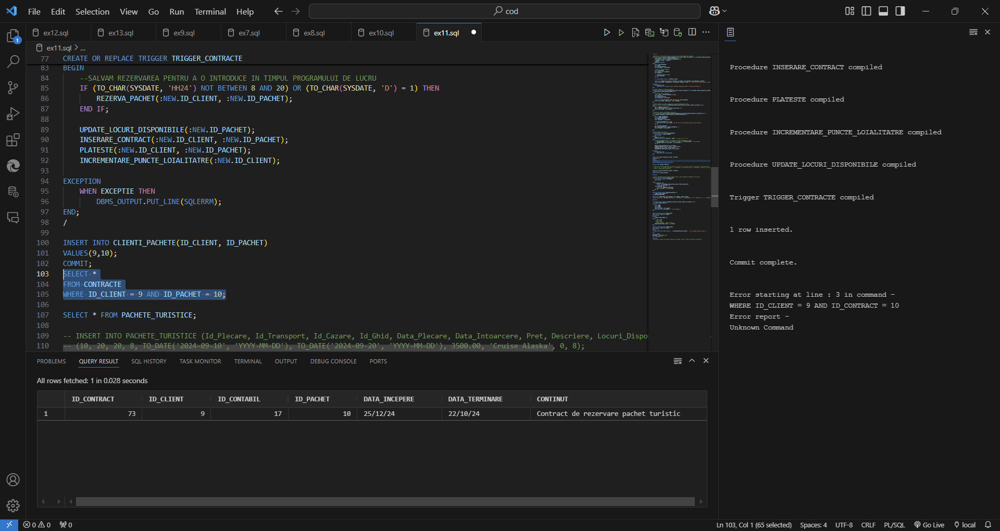 File Edit Selection View Go Run Terminal Help
cod
ex12.sql ex13.sql ex9.sql ex7.sql ex8.sql ex10.sql ex11.sql
1
ex11.sql > ...
77 CREATE OR REPLACE TRIGGER TRIGGER_CONTRACTE
83 BEGIN
84 --SALVAM REZERVAREA PENTRU A O INTRODUCE IN TIMPUL PROGRAMULUI DE LUCRU
85 IF (TO_CHAR(SYSDATE, 'HH24') NOT BETWEEN 8 AND 20) OR (TO_CHAR(SYSDATE, 'D') = 1) THEN
86 REZERVA_PACHET(:NEW.ID_CLIENT, :NEW.ID_PACHET);
87 END IF;
88
89 UPDATE_LOCURI_DISPONIBILE(:NEW.ID_PACHET);
90 INSERARE_CONTRACT(:NEW.ID_CLIENT, :NEW.ID_PACHET);
91 PLATESTE(:NEW.ID_CLIENT, :NEW.ID_PACHET);
92 INCREMENTARE_PUNCTE_LOIALITATRE(:NEW.ID_CLIENT);
93
94 EXCEPTION
95 WHEN EXCEPTIE THEN
96 DBMS_OUTPUT.PUT_LINE(SQLERRM);
97 END;
98 /
99
100 INSERT INTO CLIENTI_PACHETE(ID_CLIENT, ID_PACHET)
101 VALUES(9,10);
102 COMMIT;
103 SELECT *
104 FROM CONTRACTE
105 WHERE ID_CLIENT = 9 AND ID_PACHET = 10;
106
107 SELECT * FROM PACHETE_TURISTICE;
108
109 -- INSERT INTO PACHETE_TURISTICE (Id_Plecare, Id_Transport, Id_Cazare, Id_Ghid, Data_Plecare, Data_Intoarcere, Pret, Descriere, Locuri_Dispo
110 -- (10, 20, 20, 8, TO_DATE('2024-09-10', 'YYYY-MM-DD'), TO_DATE('2024-09-20', 'YYYY-MM-DD'), 3500.00, 'Cruise Alaska', 0, 8);
PROBLEMS QUERY RESULT SQL HISTORY TASK MONITOR TERMINAL OUTPUT DEBUG CONSOLE PORTS
All rows fetched: 1 in 0.028 seconds
ID_CONTRACT ID_CLIENT ID_CONTABIL ID_PACHET DATA_INCEPERE DATA_TERMINARE CONTINUT
1 73 9 17 10 25/12/24 22/10/24 Contract de rezervare pachet turistic
Procedure INSERARE_CONTRACT compiled
Procedure PLATESTE compiled
Procedure INCREMENTARE_PUNCTE_LOIALITATRE compiled
Procedure UPDATE_LOCURI_DISPONIBILE compiled
Trigger TRIGGER_CONTRACTE compiled
1 row inserted.
Commit complete.
Error starting at line : 3 in command -
WHERE ID_CLIENT = 9 AND ID_CONTRACT = 10
Error report -
Unknown Command
0 0 0
Ln 103, Col 1 (65 selected) Spaces: 4 UTF-8 CRLF PL/SQL Go Live local